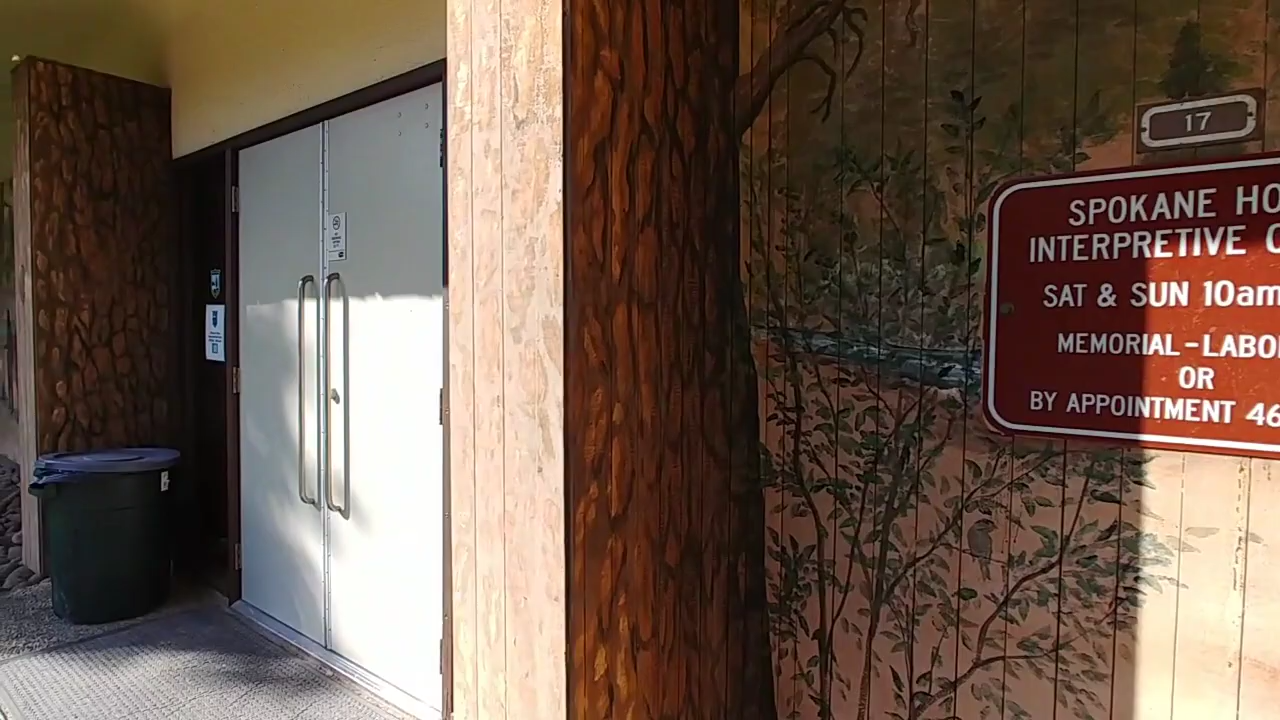 17
SPOKANE HO
INTERPRETIVE C
SAT & SUN 10am
MEMORIAL-LABO
OR
BY APPOINTMENT 46